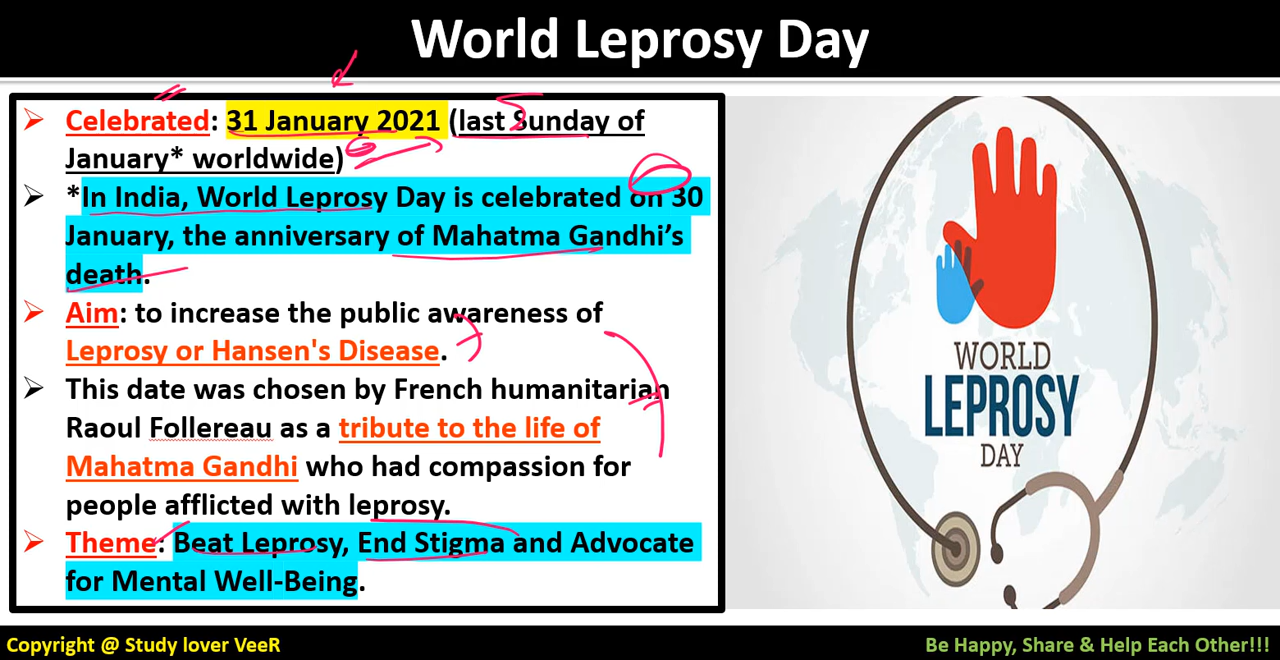 World Leprosy Day
Celebrated: 31 January 2021 (last Sunday of
January* worldwide)
*In India, World Leprosy Day is celebrated on 30
January, the anniversary of Mahatma Gandhi’s
death.
Aim: to increase the public awareness of
Leprosy or Hansen's Disease.
This date was chosen by French humanitarian
Raoul Follereau as a tribute to the life of
Mahatma Gandhi who had compassion for
people afflicted with leprosy.
Theme: Beat Leprosy, End Stigma and Advocate
for Mental Well-Being.
WORLD
LEPROSY
DAY
Copyright @ Study lover VeeR
Be Happy, Share & Help Each Other!!!